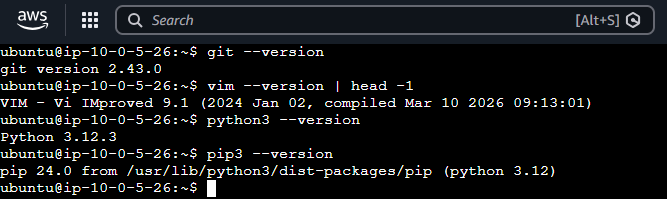 aws
Search [Alt+S]
ubuntu@ip-10-0-5-26:~$ git --version
git version 2.43.0
ubuntu@ip-10-0-5-26:~$ vim --version | head -1
VIM - Vi IMproved 9.1 (2024 Jan 02, compiled Mar 10 2026 09:13:01)
ubuntu@ip-10-0-5-26:~$ python3 --version
Python 3.12.3
ubuntu@ip-10-0-5-26:~$ pip3 --version
pip 24.0 from /usr/lib/python3/dist-packages/pip (python 3.12)
ubuntu@ip-10-0-5-26:~$